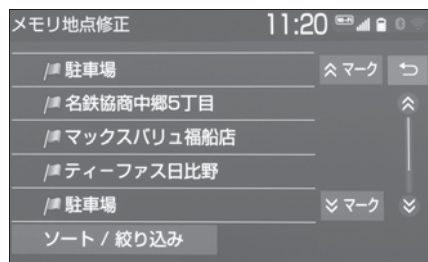 メモリ地点修正 11:20
駐車場 マーク
名鉄協商中郷5丁目
マックスバリュ福船店
ティーファス日比野
駐車場 マーク
ソート / 絞り込み